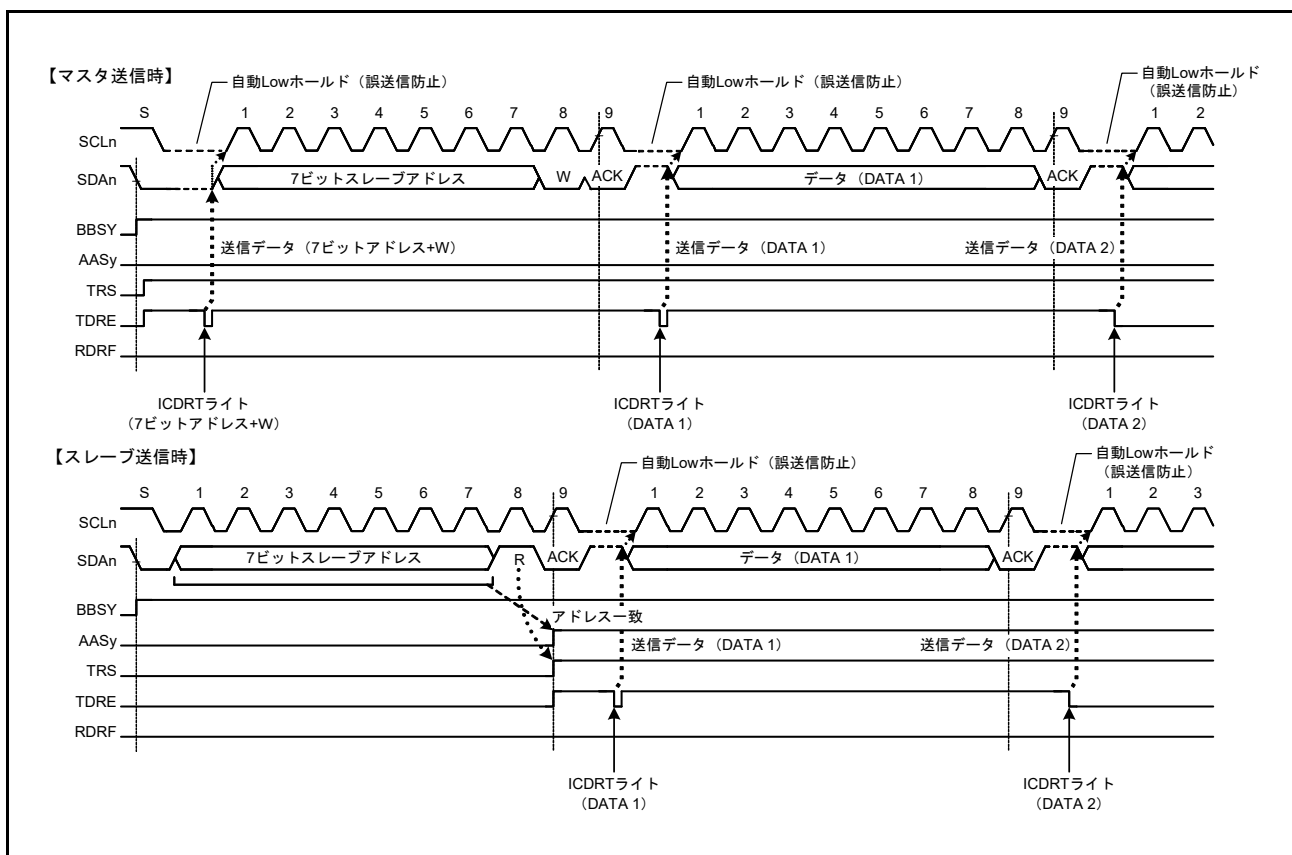 【マスタ送信時】
自動Lowホールド（誤送信防止）
自動Lowホールド（誤送信防止）
自動Lowホールド
（誤送信防止）
S 1 2 3 4 5 6 7 8 9 1 2 3 4 5 6 7 8 9 1 2
SCLn
SDAn 7ビットスレーブアドレス W ACK データ（DATA 1） ACK
BBSY
送信データ（7ビットアドレス+W） 送信データ（DATA 1） 送信データ（DATA 2）
AASy
TRS
TDRE
RDRF
ICDRTライト
（7ビットアドレス+W）
ICDRTライト
（DATA 1）
ICDRTライト
（DATA 2）
【スレーブ送信時】
自動Lowホールド（誤送信防止）
自動Lowホールド
（誤送信防止）
S 1 2 3 4 5 6 7 8 9 1 2 3 4 5 6 7 8 9 1 2 3
SCLn
SDAn 7ビットスレーブアドレス R ACK データ（DATA 1） ACK
BBSY
アドレス一致
AASy
送信データ（DATA 1） 送信データ（DATA 2）
TRS
TDRE
RDRF
ICDRTライト
（DATA 1）
ICDRTライト
（DATA 2）